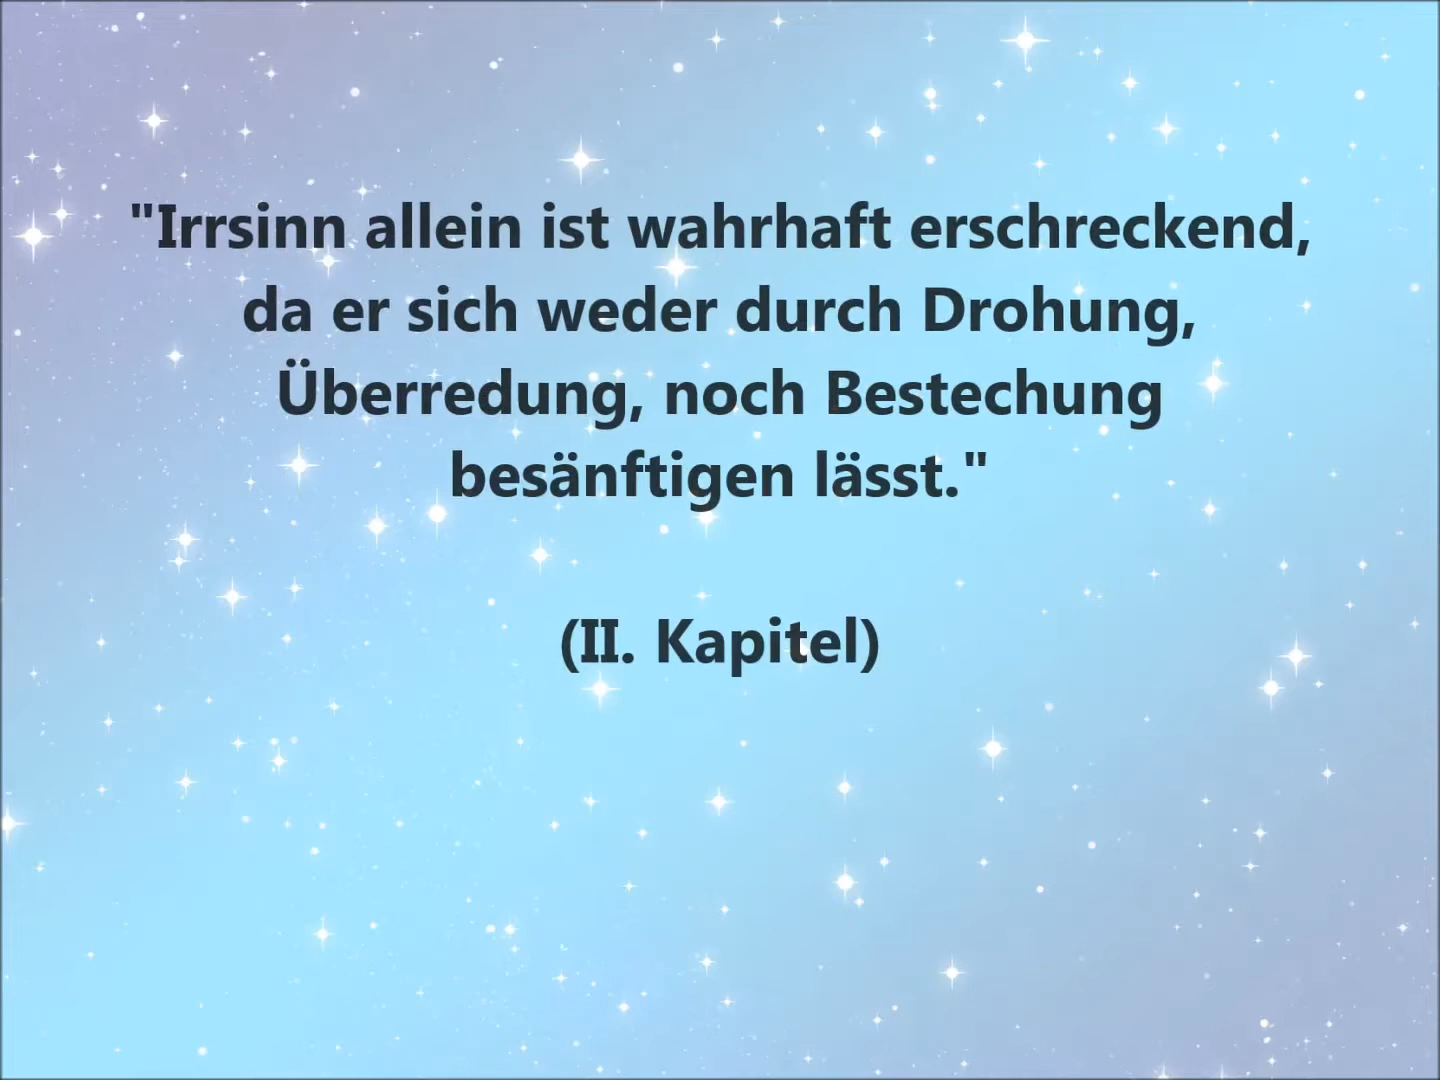 "Irrsinn allein ist wahrhaft erschreckend,
da er sich weder durch Drohung,
Überredung, noch Bestechung
besänftigen lässt."
(II. Kapitel)